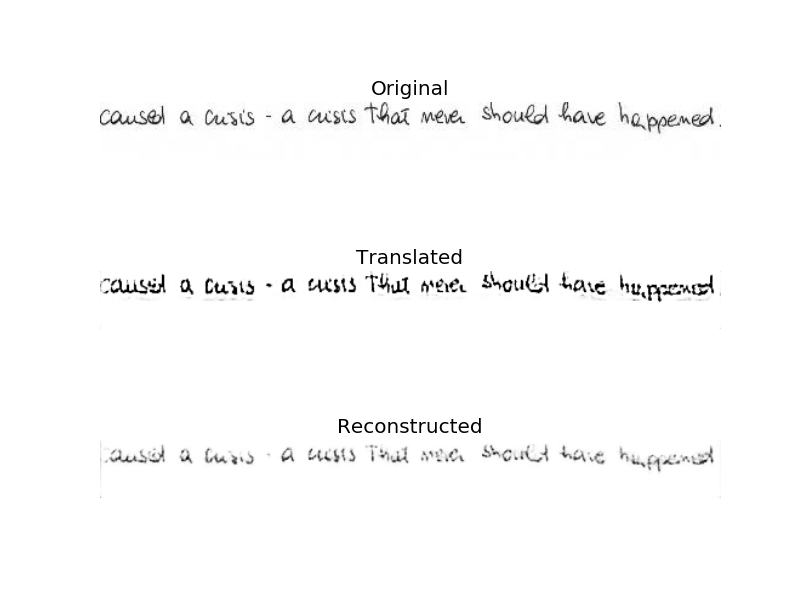 Original
caused a crisis - a crisis that never should have happened.
Translated
caused a crisis - a crisis that never should have happened.
Reconstructed
caused a crisis - a crisis that never should have happened